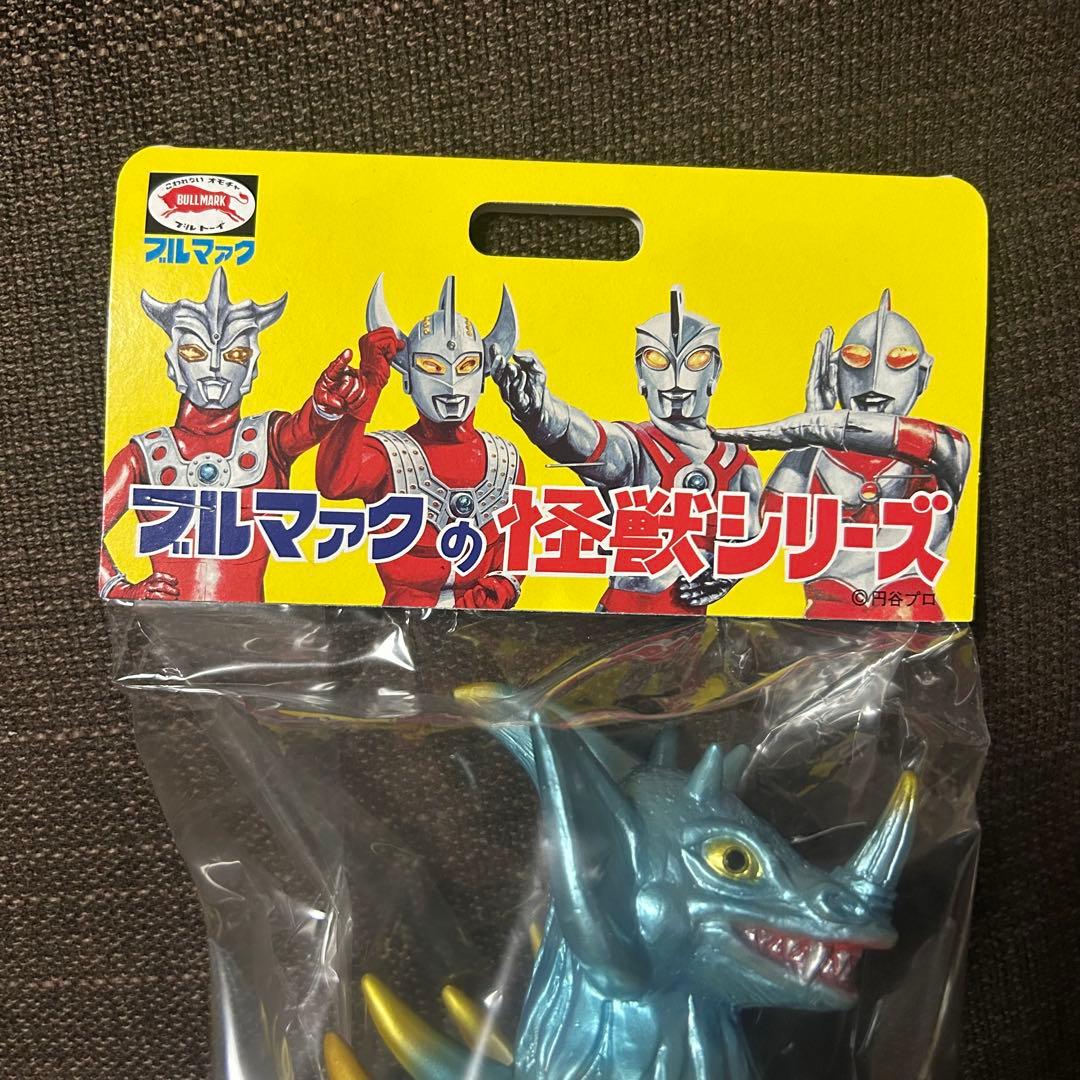 こわれない オモチャ
BULLMARK
ブルトーイ
ブルマァク
ブルマァクの怪獣シリーズ
©円谷プロ